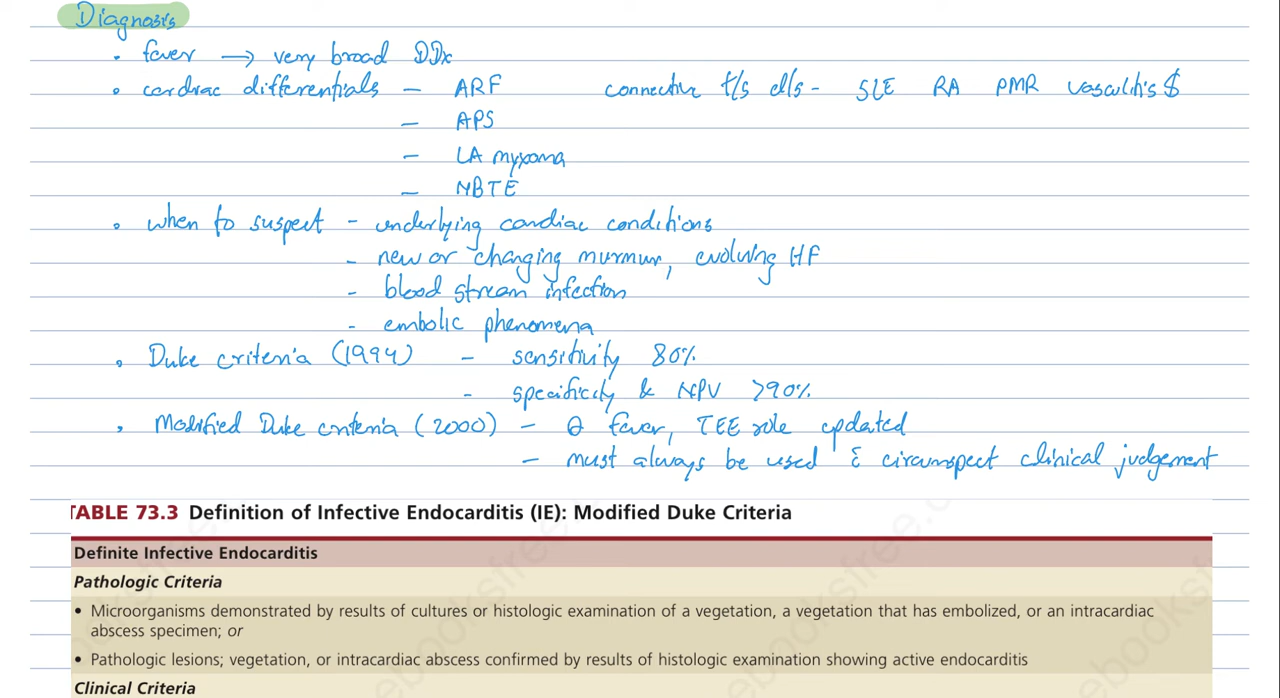 Diagnosis
• fever → very broad DDx
• cardiac differentials – ARF connective t/s d/s – SLE RA PMR vasculitis $
– APS
– LA myxoma
– NBTE
• when to suspect – underlying cardiac conditions
– new or changing murmur, evolving HF
– blood stream infection
– embolic phenomena
• Duke criteria (1994) – sensitivity 80%
– specificity & NPV >90%
• Modified Duke criteria (2000) – Q fever, TEE role updated
– must always be used c̄ circumspect clinical judgement
TABLE 73.3 Definition of Infective Endocarditis (IE): Modified Duke Criteria
Definite Infective Endocarditis
Pathologic Criteria
• Microorganisms demonstrated by results of cultures or histologic examination of a vegetation, a vegetation that has embolized, or an intracardiac
abscess specimen; or
• Pathologic lesions; vegetation, or intracardiac abscess confirmed by results of histologic examination showing active endocarditis
Clinical Criteria